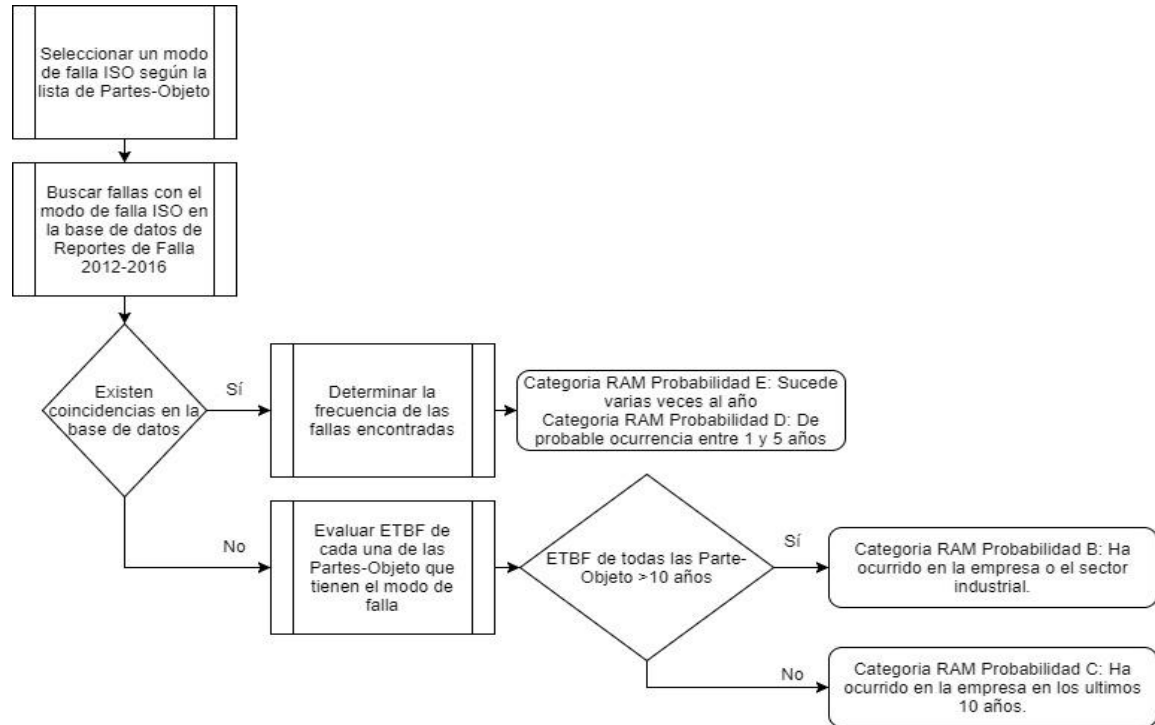 Seleccionar un modo
de falla ISO según la
lista de Partes-Objeto
Buscar fallas con el
modo de falla ISO en
la base de datos de
Reportes de Falla
2012-2016
Existen
coincidencias en la
base de datos
Sí
Determinar la
frecuencia de las
fallas encontradas
Categoria RAM Probabilidad E: Sucede
varias veces al año
Categoria RAM Probabilidad D: De
probable ocurrencia entre 1 y 5 años
No
Evaluar ETBF de
cada una de las
Partes-Objeto que
tienen el modo de
falla
ETBF de todas las Parte-
Objeto >10 años
Sí
Categoria RAM Probabilidad B: Ha
ocurrido en la empresa o el sector
industrial.
No
Categoria RAM Probabilidad C: Ha
ocurrido en la empresa en los ultimos
10 años.